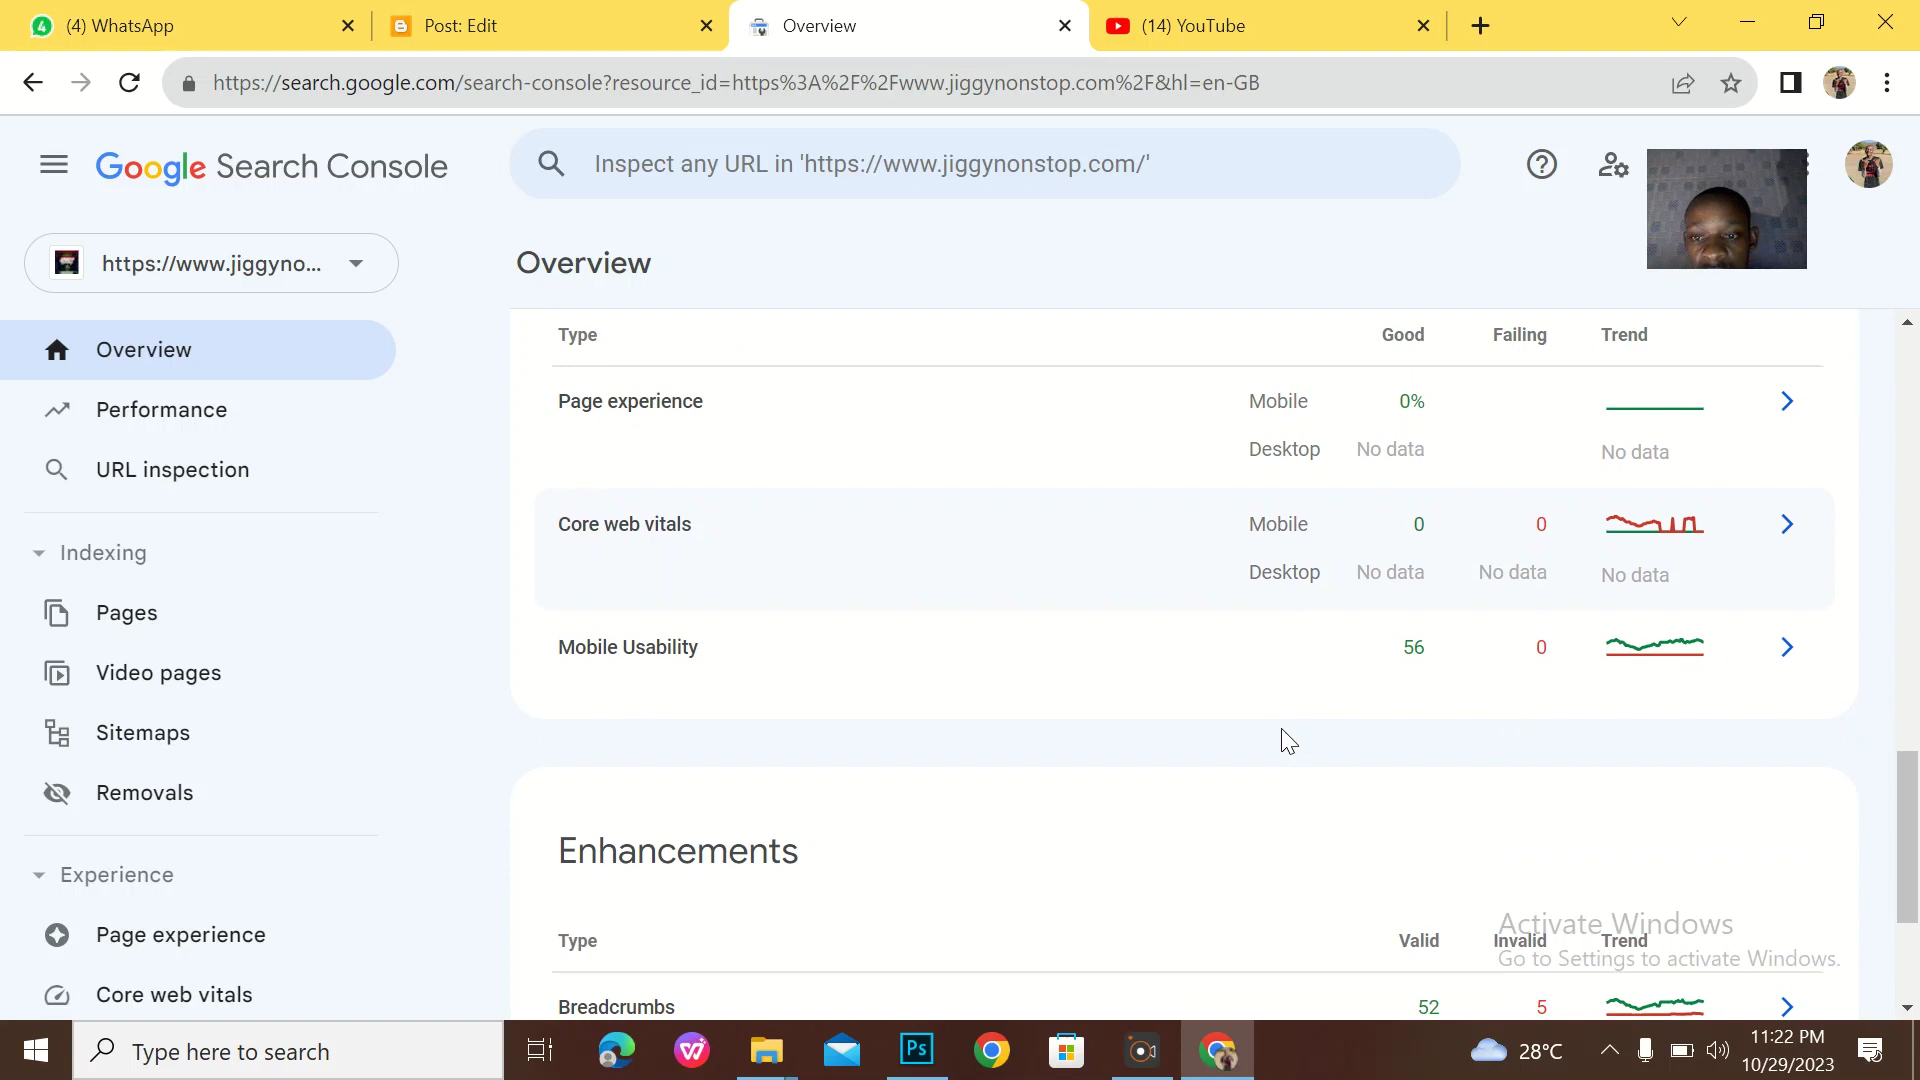 (4) WhatsApp
Post: Edit
Overview
(14) YouTube
https://search.google.com/search-console?resource_id=https%3A%2F%2Fwww.jiggynonstop.com%2F&hl=en-GB
Google Search Console
Inspect any URL in 'https://www.jiggynonstop.com/'
https://www.jiggyno...
Overview
Overview
Performance
URL inspection
Indexing
Pages
Video pages
Sitemaps
Removals
Experience
Page experience
Core web vitals
Type Good Failing Trend
Page experience Mobile 0%
Desktop No data No data
Core web vitals Mobile 0 0
Desktop No data No data No data
Mobile Usability 56 0
Enhancements
Type Valid Invalid Trend
Breadcrumbs 52 5
Activate Windows
Go to Settings to activate Windows.
Type here to search
Ps
28°C
11:22 PM
10/29/2023